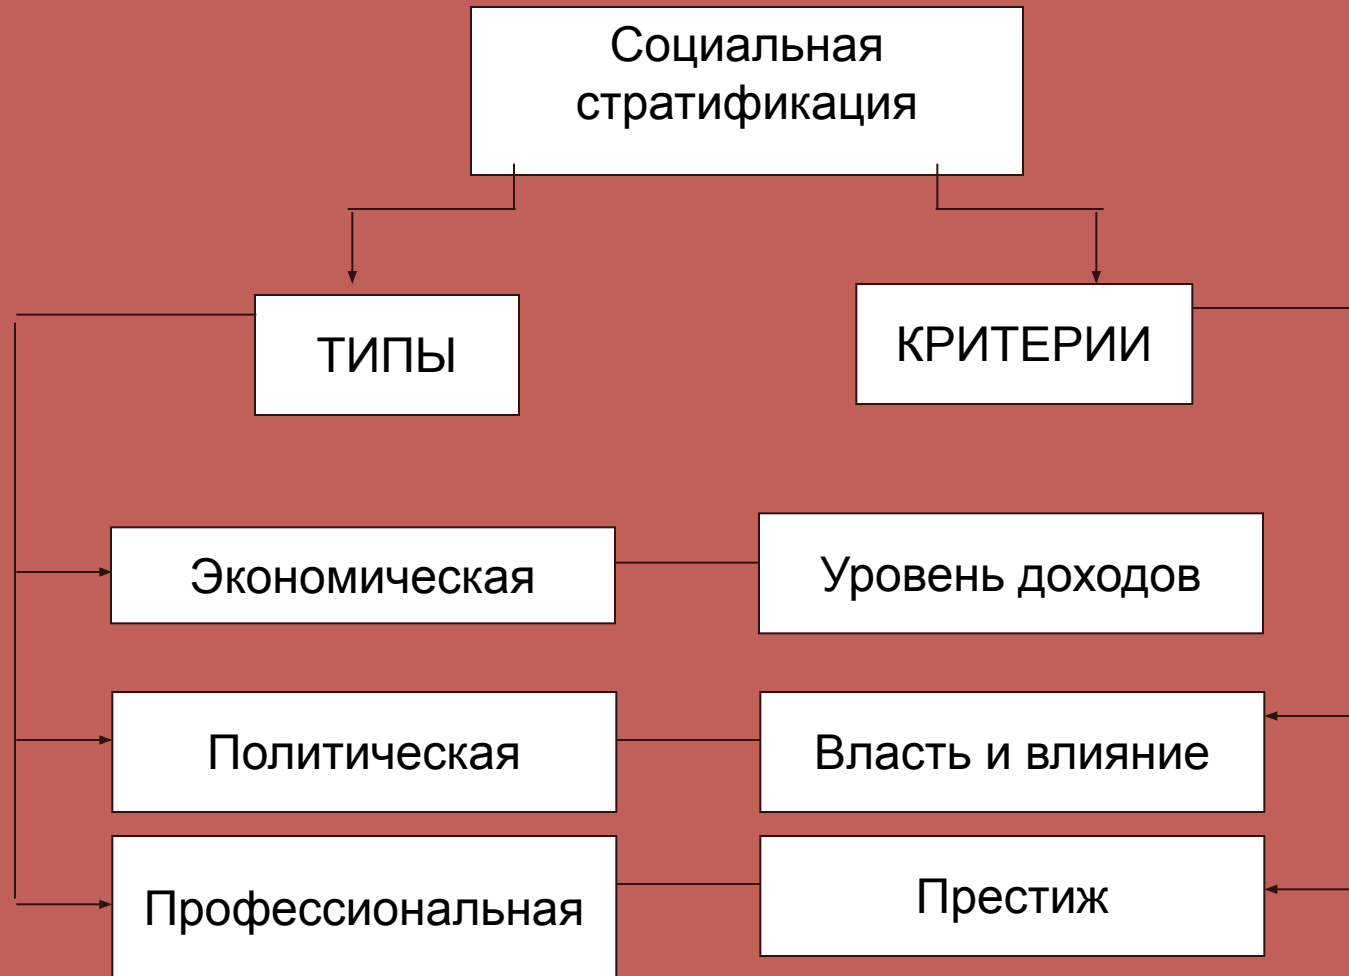 Социальная
стратификация
ТИПЫ
КРИТЕРИИ
Экономическая
Уровень доходов
Политическая
Власть и влияние
Профессиональная
Престиж